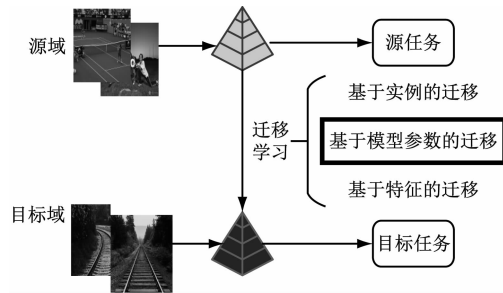 源域
源任务
基于实例的迁移
迁移
学习
基于模型参数的迁移
基于特征的迁移
目标域
目标任务